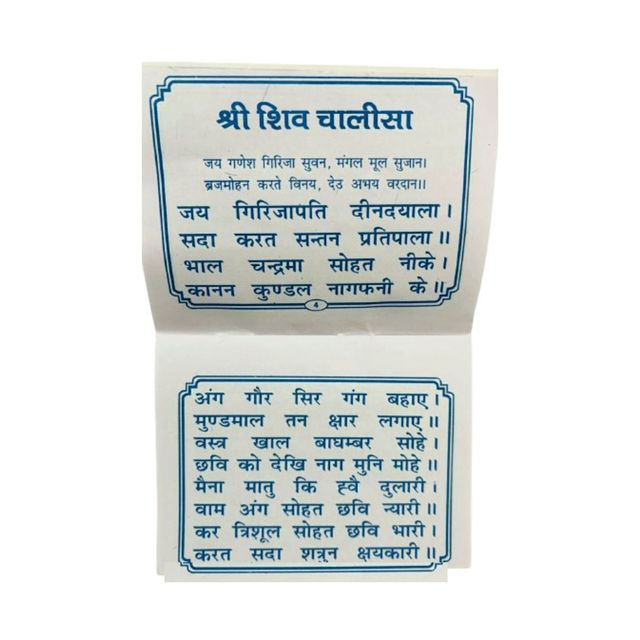 श्री शिव चालीसा
जय गणेश गिरिजा सुवन, मंगल मूल सुजान।
ब्रजमोहन करते विनय, देउ अभय वरदान॥
जय गिरिजापति दीनदयाला।
सदा करत सन्तन प्रतिपाला॥
भाल चन्द्रमा सोहत नीके।
कानन कुण्डल नागफनी के॥
4
अंग गौर सिर गंग बहाए।
मुण्डमाल तन क्षार लगाए॥
वस्त्र खाल बाघम्बर सोहे।
छवि को देखि नाग मुनि मोहे॥
मैना मातु कि ह्वै दुलारी।
वाम अंग सोहत छवि न्यारी॥
कर त्रिशूल सोहत छवि भारी।
करत सदा शत्रुन क्षयकारी॥